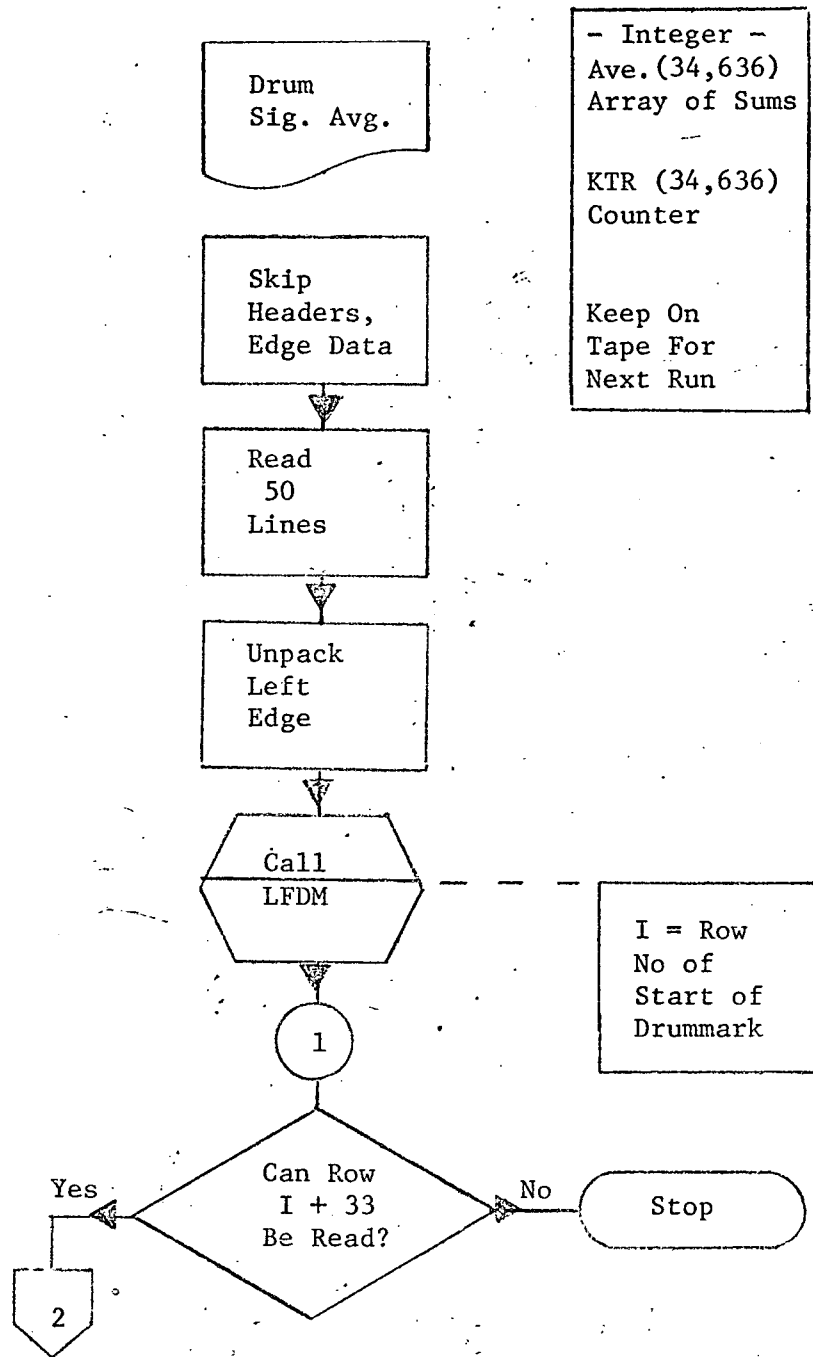 Drum
Sig. Avg.
- Integer -
Ave.(34,636)
Array of Sums
KTR (34,636)
Counter
Keep On
Tape For
Next Run
Skip
Headers,
Edge Data
Read
50
Lines
Unpack
Left
Edge
Call
LFDM
I = Row
No of
Start of
Drummark
1
Can Row
I + 33
Be Read?
Yes
No
Stop
2